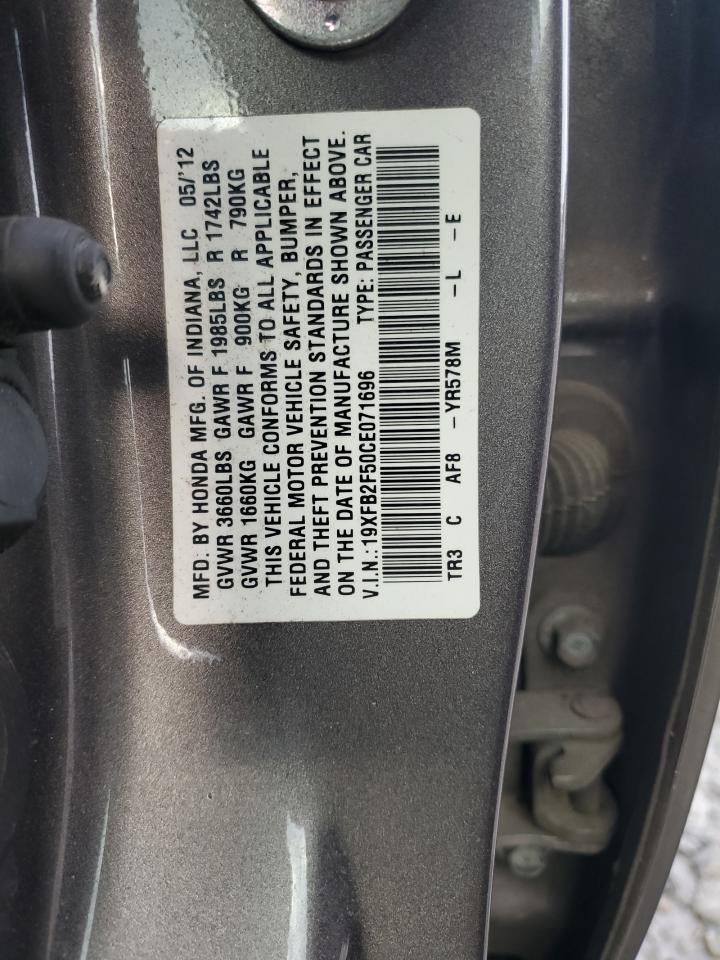 MFD. BY HONDA MFG. OF INDIANA, LLC 05/'12
GVWR 3660LBS GAWR F 1985LBS R 1742LBS
GVWR 1660KG GAWR F 900KG R 790KG
THIS VEHICLE CONFORMS TO ALL APPLICABLE
FEDERAL MOTOR VEHICLE SAFETY, BUMPER,
AND THEFT PREVENTION STANDARDS IN EFFECT
ON THE DATE OF MANUFACTURE SHOWN ABOVE.
V.I.N.:19XFB2F50CE071696 TYPE: PASSENGER CAR
TR3 C AF8 -YR578M -L -E